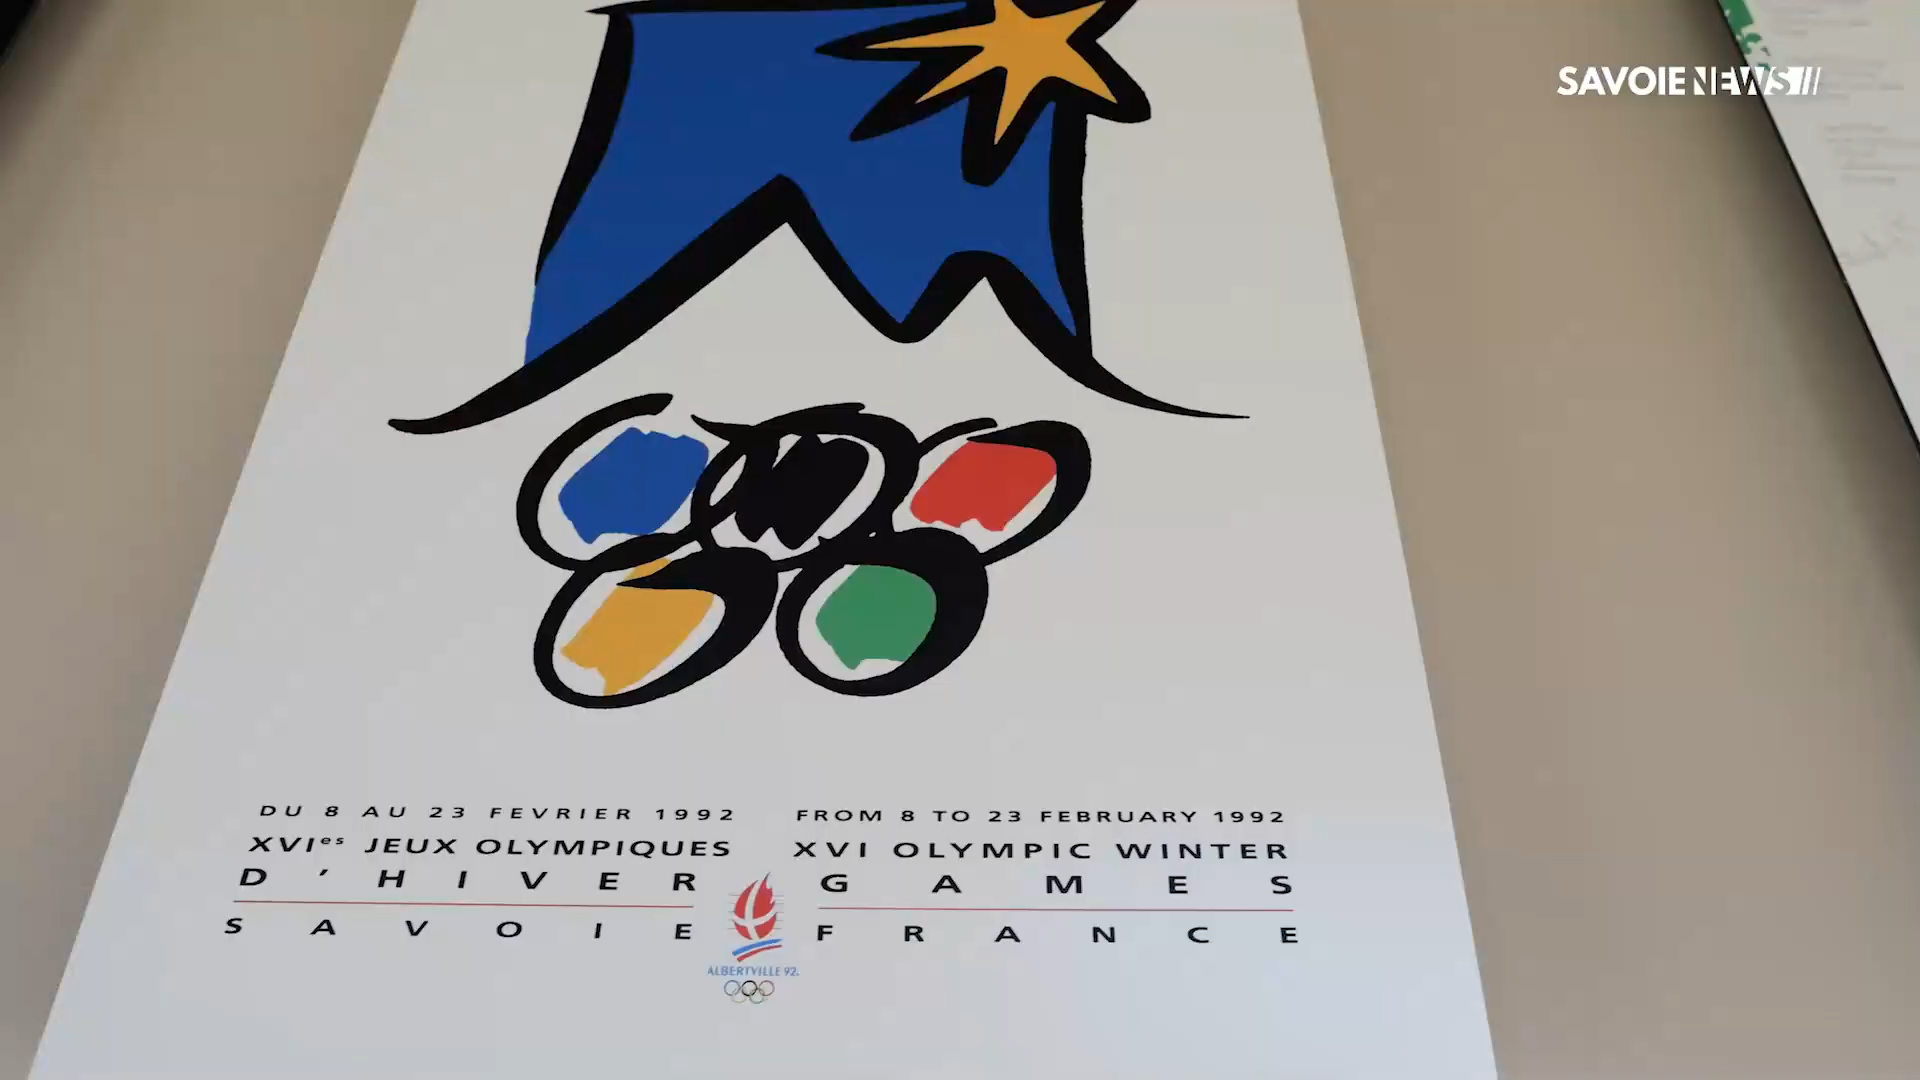 SAVOIE NEWS
DU 8 AU 23 FEVRIER 1992
XVIes JEUX OLYMPIQUES
D'HIVER
SAVOIE
FROM 8 TO 23 FEBRUARY 1992
XVI OLYMPIC WINTER
GAMES
FRANCE
ALBERTVILLE 92.